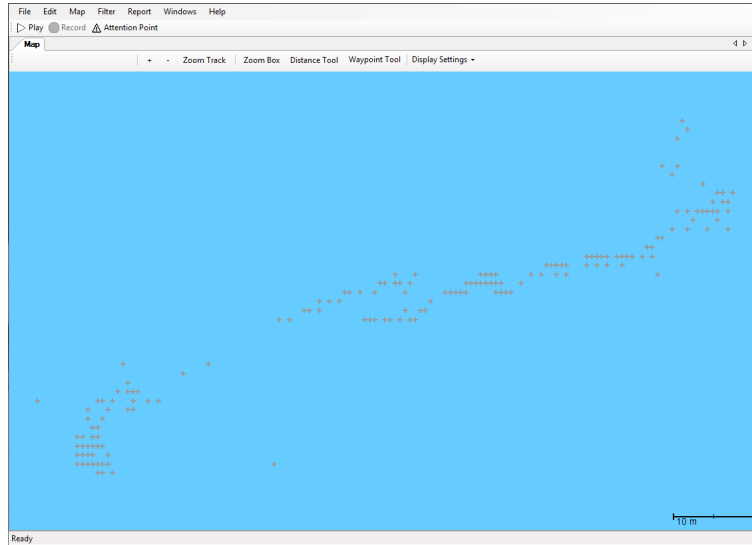 File Edit Map Filter Report Windows Help
Play Record Attention Point
Map
+ - Zoom Track Zoom Box Distance Tool Waypoint Tool Display Settings
10 m
Ready